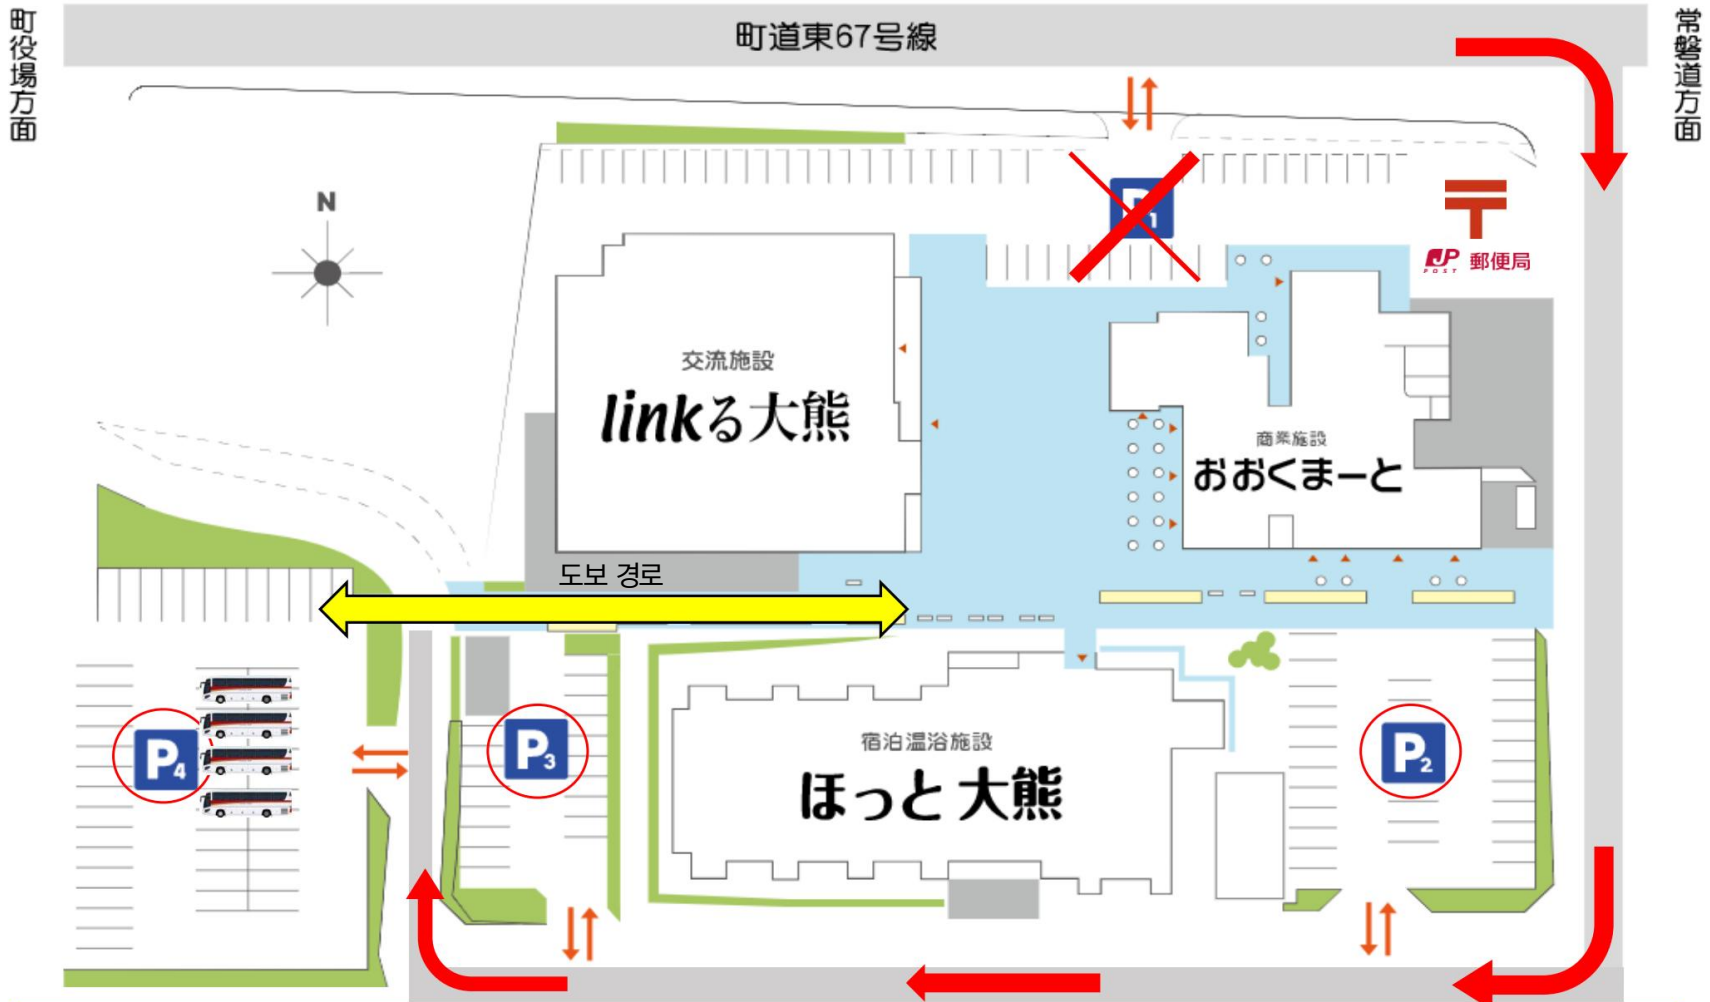 町役場方面
町道東67号線
常磐道方面
N
P1
JP 郵便局
POST
交流施設
linkる大熊
商業施設
おおくまーと
도보 경로
P4
P3
宿泊温浴施設
ほっと大熊
P2